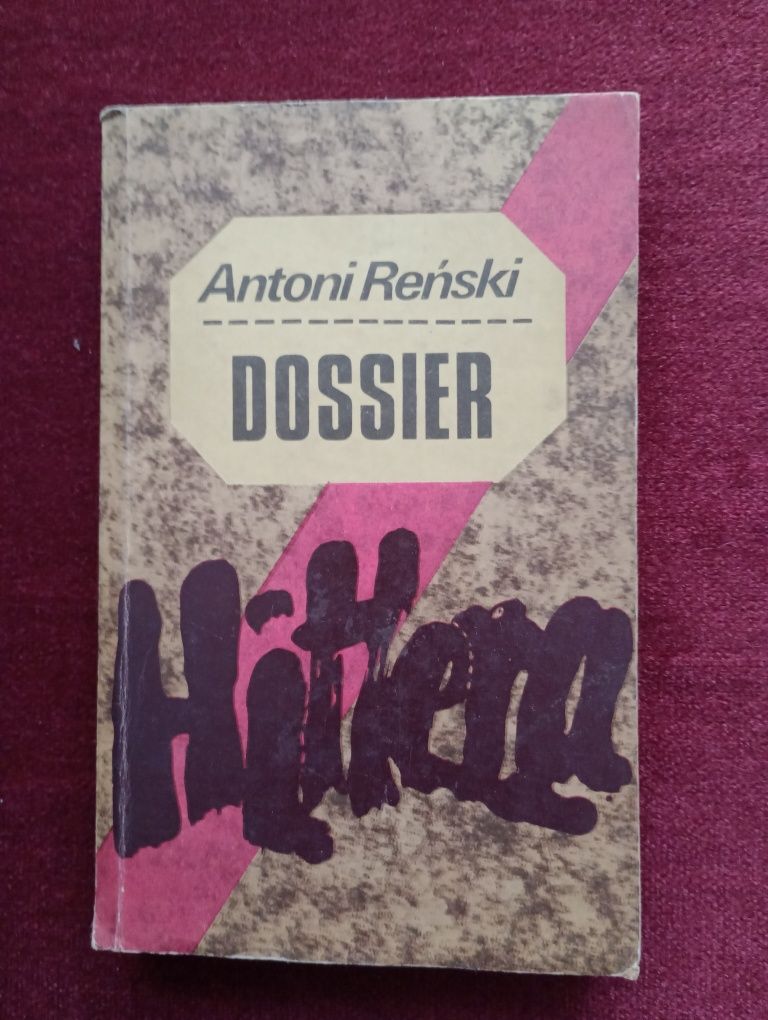 Antoni Reński
DOSSIER
Hitlera